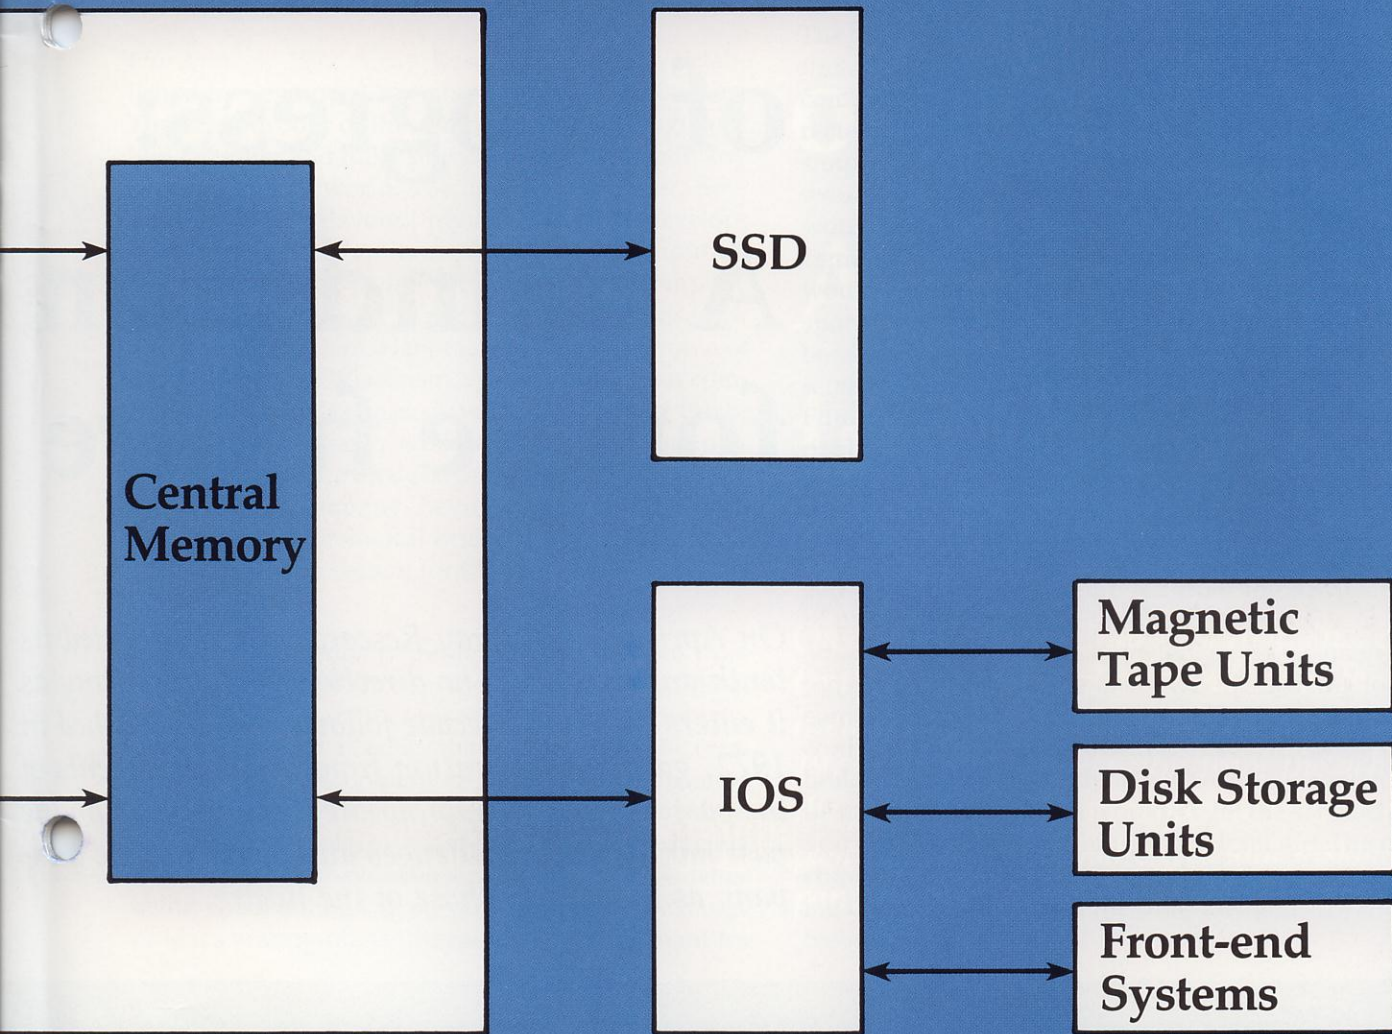 SSD
Central
Memory
IOS
Magnetic
Tape Units
Disk Storage
Units
Front-end
Systems